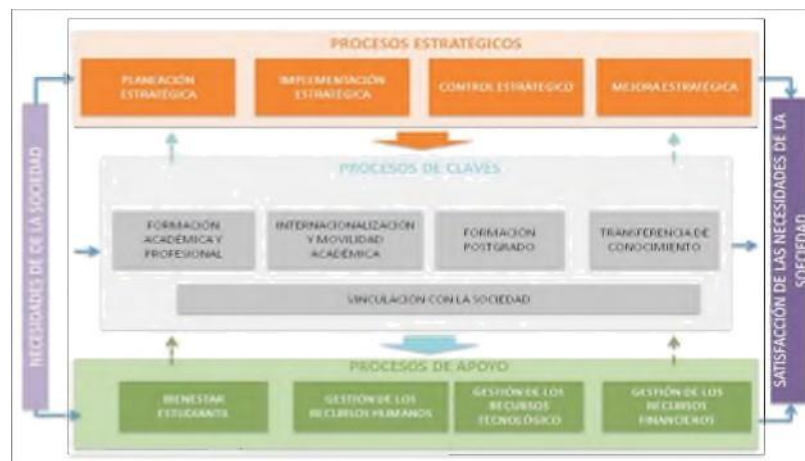 PROCESOS ESTRATÉGICOS
PLANEACIÓN
ESTRATÉGICA
IMPLEMENTACIÓN
ESTRATÉGICA
CONTROL ESTRATÉGICO
MEJORA ESTRATÉGICA
NECESIDADES DE DE LA SOCIEDAD
PROCESOS DE CLAVES
FORMACIÓN
ACADÉMICA Y
PROFESIONAL
INTERNACIONALIZACIÓN
Y MOVILIDAD
ACADÉMICA
FORMACIÓN
POSTGRADO
TRANSFERENCIA DE
CONOCIMIENTO
VINCULACIÓN CON LA SOCIEDAD
PROCESOS DE APOYO
BIENESTAR
ESTUDIANTE
GESTIÓN DE LOS
RECURSOS HUMANOS
GESTIÓN DE LOS
RECURSOS
TECNOLÓGICO
GESTIÓN DE LOS
RECURSOS
FINANCIEROS
SATISFACCIÓN DE LAS NECESIDADES DE LA
SOECIEDAD